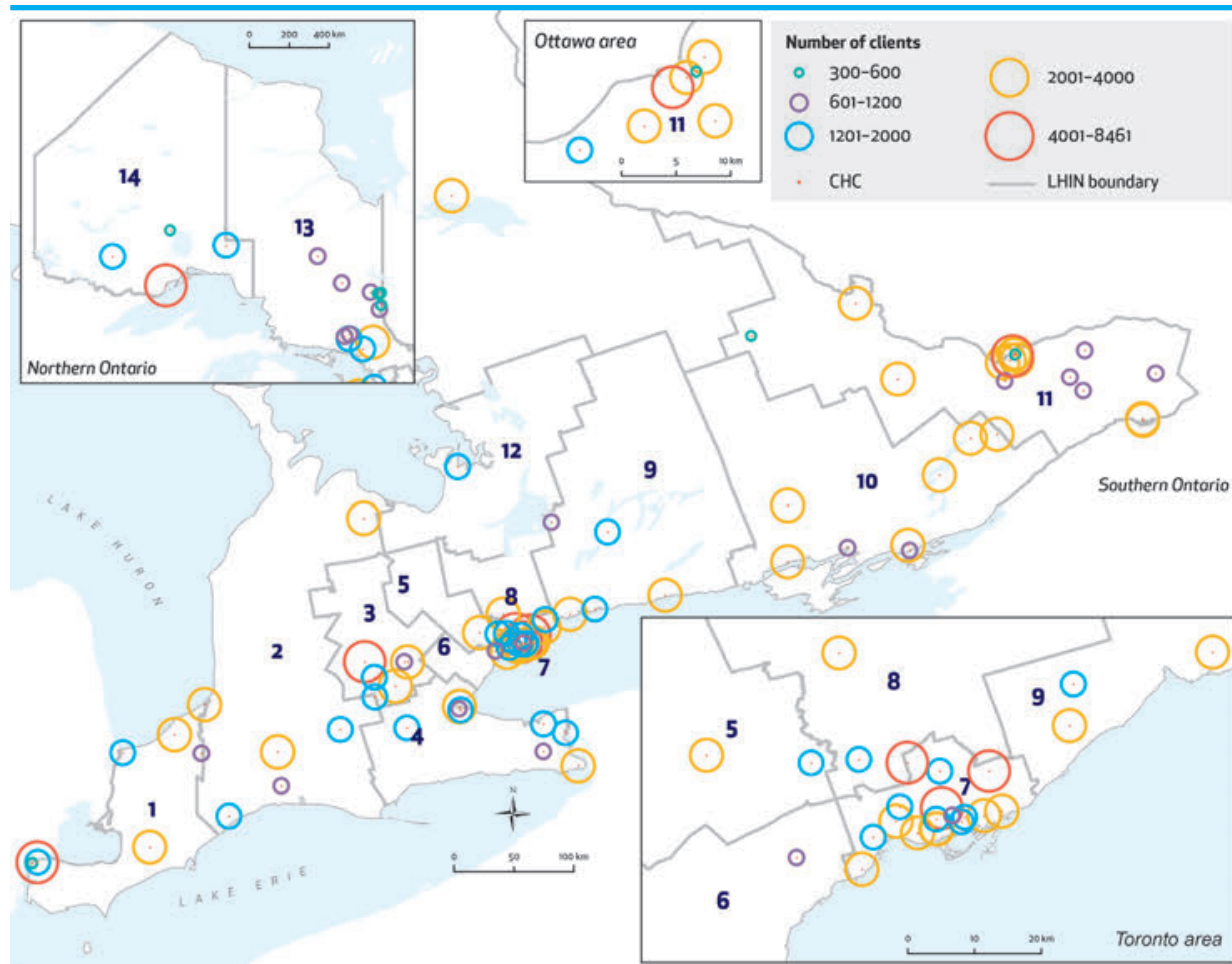 0 200 400 km
14
13
Northern Ontario
Ottawa area
11
0 5 10 km
Number of clients
300–600
601–1200
1201–2000
CHC
2001–4000
4001–8461
LHIN boundary
12
9
10
11
Southern Ontario
LAKE HURON
5
3
8
2
6
7
4
1
N
0 50 100 km
LAKE ERIE
8
5
9
7
6
0 10 20 km
Toronto area